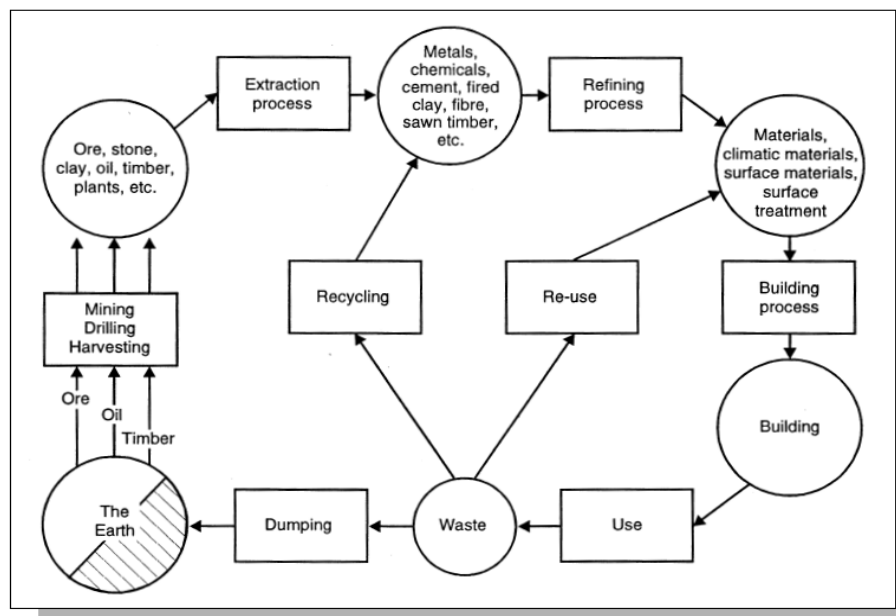 Ore, stone,
clay, oil, timber,
plants, etc.
Extraction
process
Metals,
chemicals,
cement, fired
clay, fibre,
sawn timber,
etc.
Refining
process
Materials,
climatic materials,
surface materials,
surface
treatment
Mining
Drilling
Harvesting
Recycling
Re-use
Building
process
Ore
Oil
Timber
Building
The
Earth
Dumping
Waste
Use